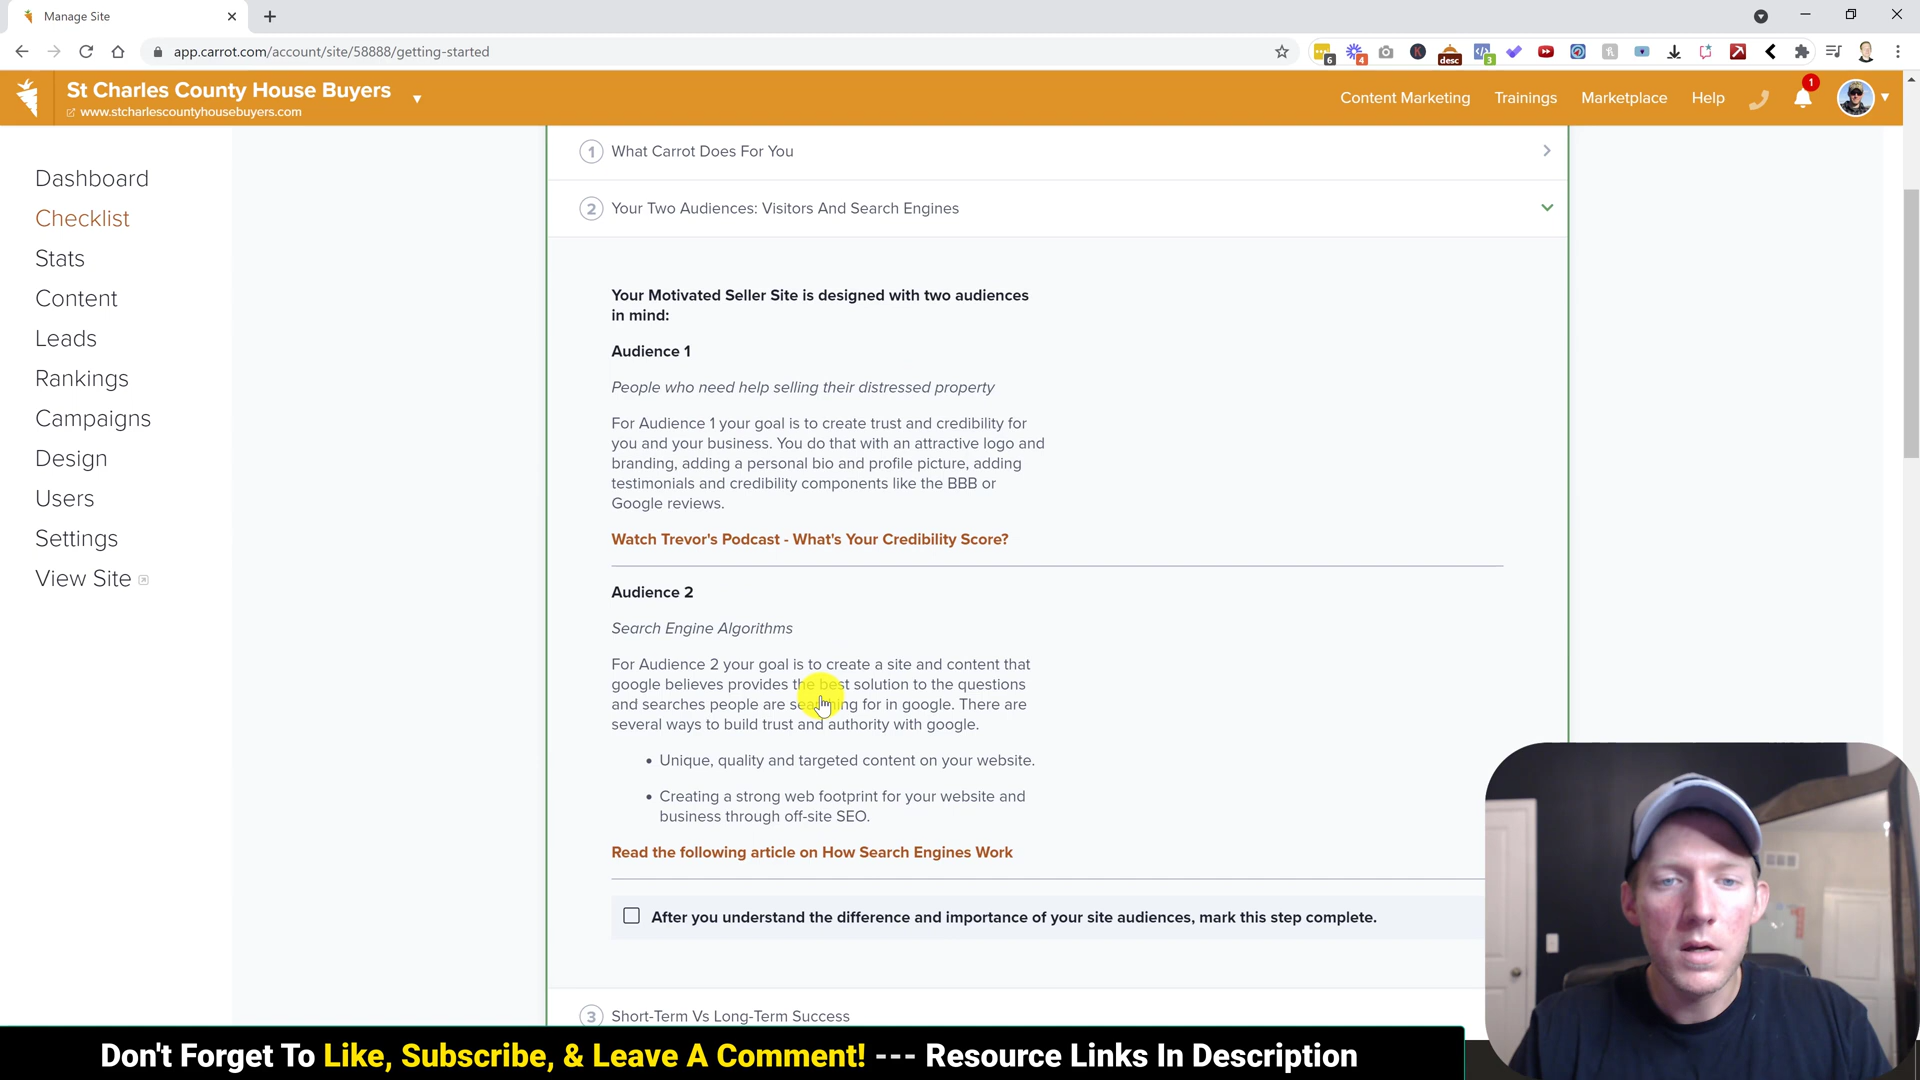 Manage Site
app.carrot.com/account/site/58888/getting-started
6
4
desc
3
St Charles County House Buyers
www.stcharlescountyhousebuyers.com
Content Marketing
Trainings
Marketplace
Help
1
Dashboard
Checklist
Stats
Content
Leads
Rankings
Campaigns
Design
Users
Settings
View Site
1 What Carrot Does For You
2 Your Two Audiences: Visitors And Search Engines
Your Motivated Seller Site is designed with two audiences
in mind:
Audience 1
People who need help selling their distressed property
For Audience 1 your goal is to create trust and credibility for
you and your business. You do that with an attractive logo and
branding, adding a personal bio and profile picture, adding
testimonials and credibility components like the BBB or
Google reviews.
Watch Trevor's Podcast - What's Your Credibility Score?
Audience 2
Search Engine Algorithms
For Audience 2 your goal is to create a site and content that
google believes provides the best solution to the questions
and searches people are searching for in google. There are
several ways to build trust and authority with google.
• Unique, quality and targeted content on your website.
• Creating a strong web footprint for your website and
business through off-site SEO.
Read the following article on How Search Engines Work
After you understand the difference and importance of your site audiences, mark this step complete.
3 Short-Term Vs Long-Term Success
Don't Forget To Like, Subscribe, & Leave A Comment! --- Resource Links In Description